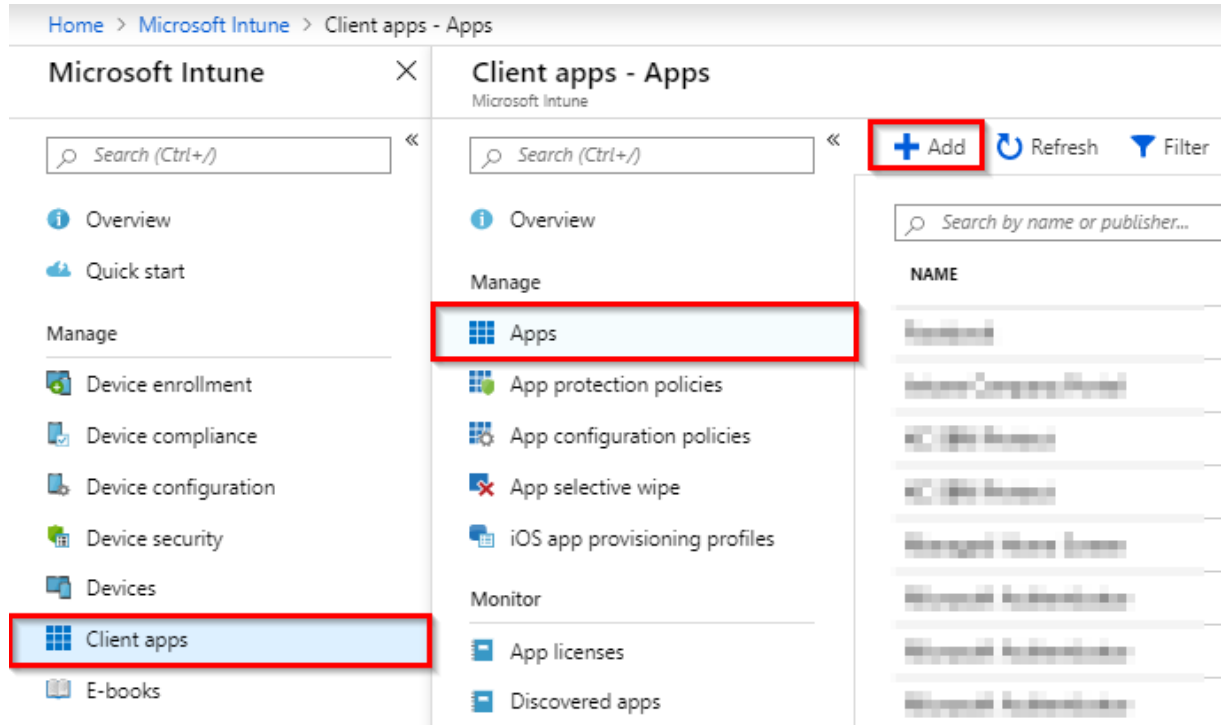 Home > Microsoft Intune > Client apps - Apps
Microsoft Intune
Search (Ctrl+/)
Overview
Quick start
Manage
Device enrollment
Device compliance
Device configuration
Device security
Devices
Client apps
E-books
Client apps - Apps
Microsoft Intune
Search (Ctrl+/)
Overview
Manage
Apps
App protection policies
App configuration policies
App selective wipe
iOS app provisioning profiles
Monitor
App licenses
Discovered apps
Add
Refresh
Filter
Search by name or publisher...
NAME